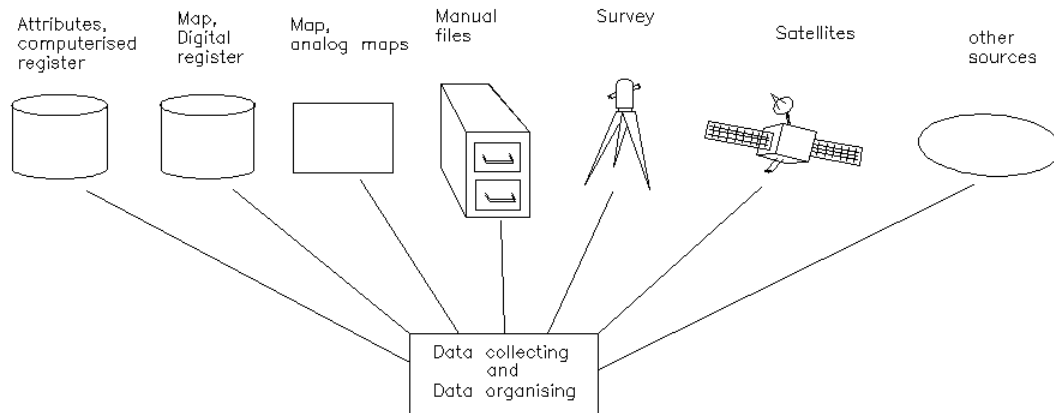 Attributes,
computerised
register
Map,
Digital
register
Map,
analog maps
Manual
files
Survey
Satellites
other
sources
Data collecting
and
Data organising